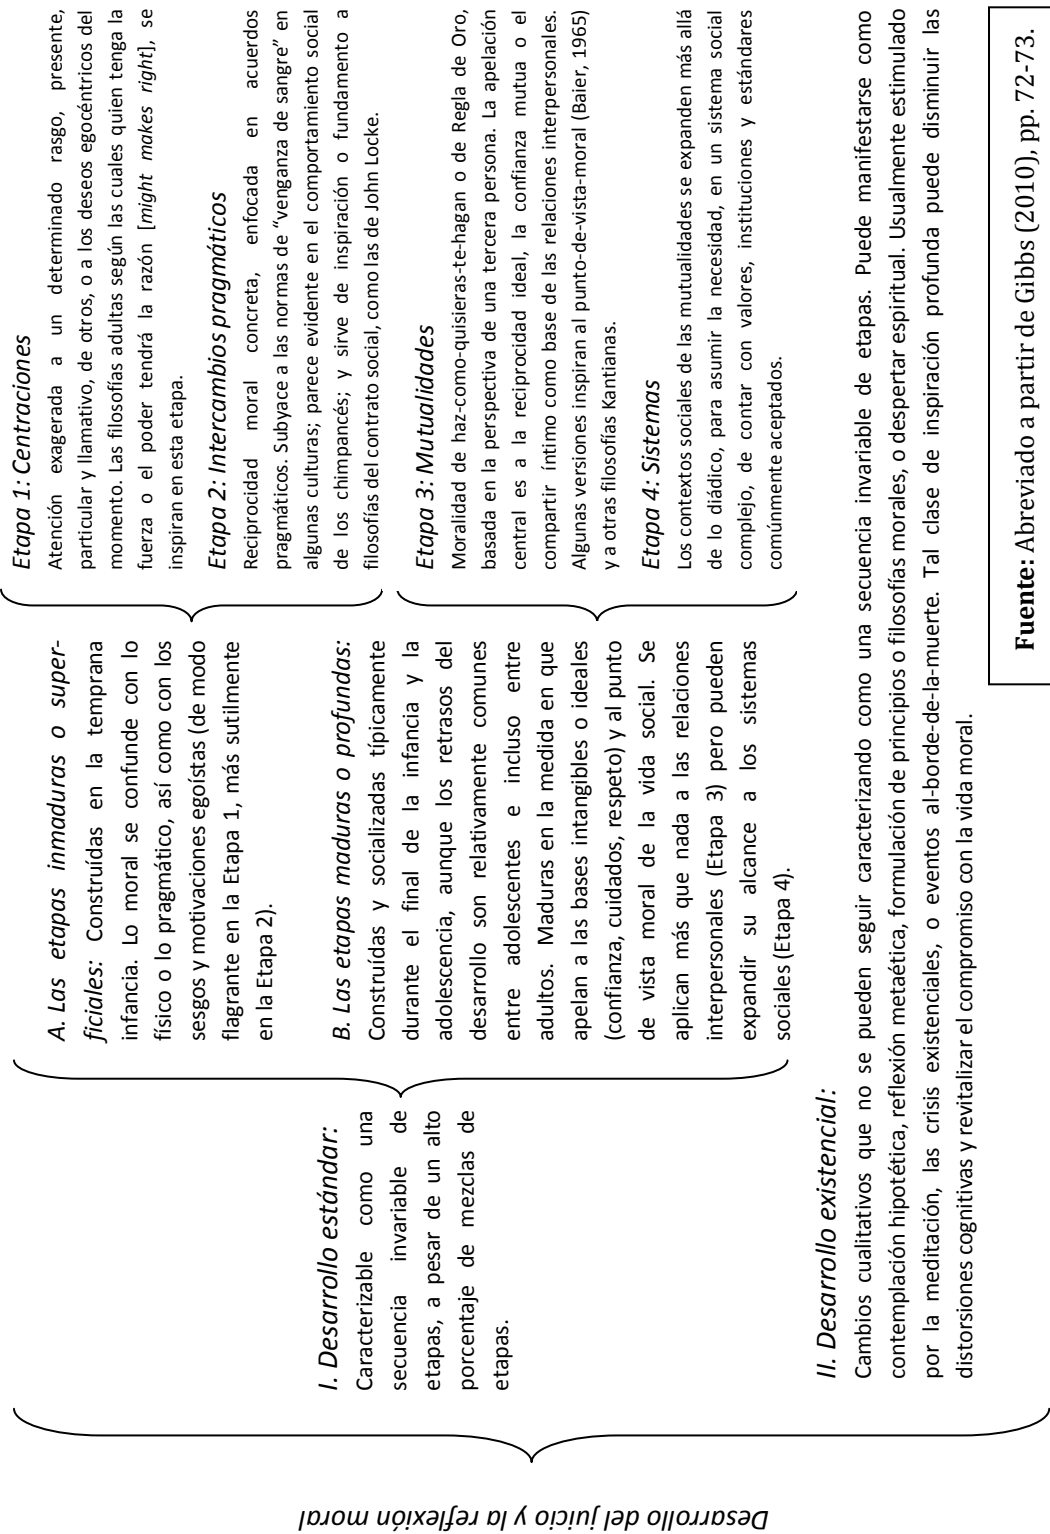 Desarrollo del juicio y la reflexión moral
I. Desarrollo estándar:
Caracterizable como una
secuencia invariable de
etapas, a pesar de un alto
porcentaje de mezclas de
etapas.
A. Las etapas inmaduras o super-
ficiales: Construídas en la temprana
infancia. Lo moral se confunde con lo
físico o lo pragmático, así como con los
sesgos y motivaciones egoístas (de modo
flagrante en la Etapa 1, más sutilmente
en la Etapa 2).
Etapa 1: Centraciones
Atención exagerada a un determinado rasgo, presente,
particular y llamativo, de otros, o a los deseos egocéntricos del
momento. Las filosofías adultas según las cuales quien tenga la
fuerza o el poder tendrá la razón [might makes right], se
inspiran en esta etapa.
Etapa 2: Intercambios pragmáticos
Reciprocidad moral concreta, enfocada en acuerdos
pragmáticos. Subyace a las normas de “venganza de sangre” en
algunas culturas; parece evidente en el comportamiento social
de los chimpancés; y sirve de inspiración o fundamento a
filosofías del contrato social, como las de John Locke.
B. Las etapas maduras o profundas:
Construídas y socializadas típicamente
durante el final de la infancia y la
adolescencia, aunque los retrasos del
desarrollo son relativamente comunes
entre adolescentes e incluso entre
adultos. Maduras en la medida en que
apelan a las bases intangibles o ideales
(confianza, cuidados, respeto) y al punto
de vista moral de la vida social. Se
aplican más que nada a las relaciones
interpersonales (Etapa 3) pero pueden
expandir su alcance a los sistemas
sociales (Etapa 4).
Etapa 3: Mutualidades
Moralidad de haz-como-quisieras-te-hagan o de Regla de Oro,
basada en la perspectiva de una tercera persona. La apelación
central es a la reciprocidad ideal, la confianza mutua o el
compartir íntimo como base de las relaciones interpersonales.
Algunas versiones inspiran al punto-de-vista-moral (Baier, 1965)
y a otras filosofías Kantianas.
Etapa 4: Sistemas
Los contextos sociales de las mutualidades se expanden más allá
de lo diádico, para asumir la necesidad, en un sistema social
complejo, de contar con valores, instituciones y estándares
comúnmente aceptados.
II. Desarrollo existencial:
Cambios cualitativos que no se pueden seguir caracterizando como una secuencia invariable de etapas. Puede manifestarse como
contemplación hipotética, reflexión metaética, formulación de principios o filosofías morales, o despertar espiritual. Usualmente estimulado
por la meditación, las crisis existenciales, o eventos al-borde-de-la-muerte. Tal clase de inspiración profunda puede disminuir las
distorsiones cognitivas y revitalizar el compromiso con la vida moral.
Fuente: Abreviado a partir de Gibbs (2010), pp. 72-73.